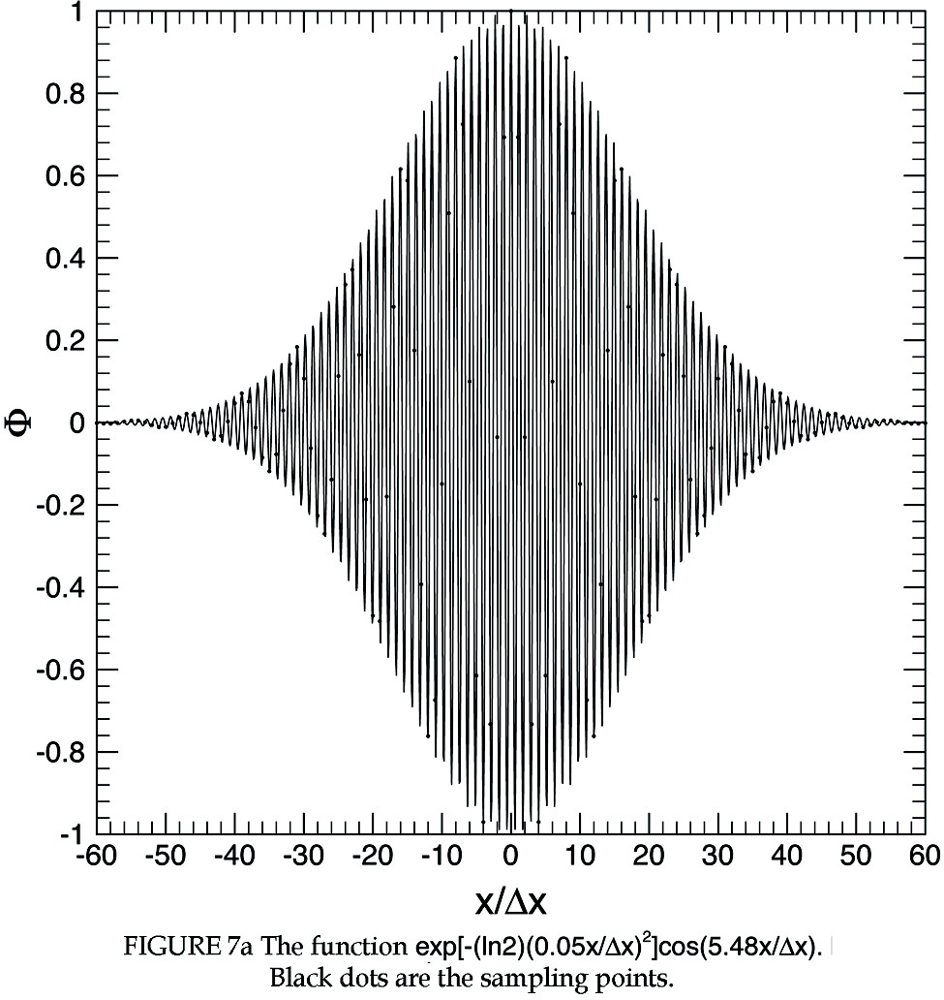 1
0.8
0.6
0.4
0.2
0
-0.2
-0.4
-0.6
-0.8
-1
Φ
-60 -50 -40 -30 -20 -10 0 10 20 30 40 50 60
x/Δx
FIGURE 7a The function exp[-(ln2)(0.05x/Δx)²]cos(5.48x/Δx).
Black dots are the sampling points.